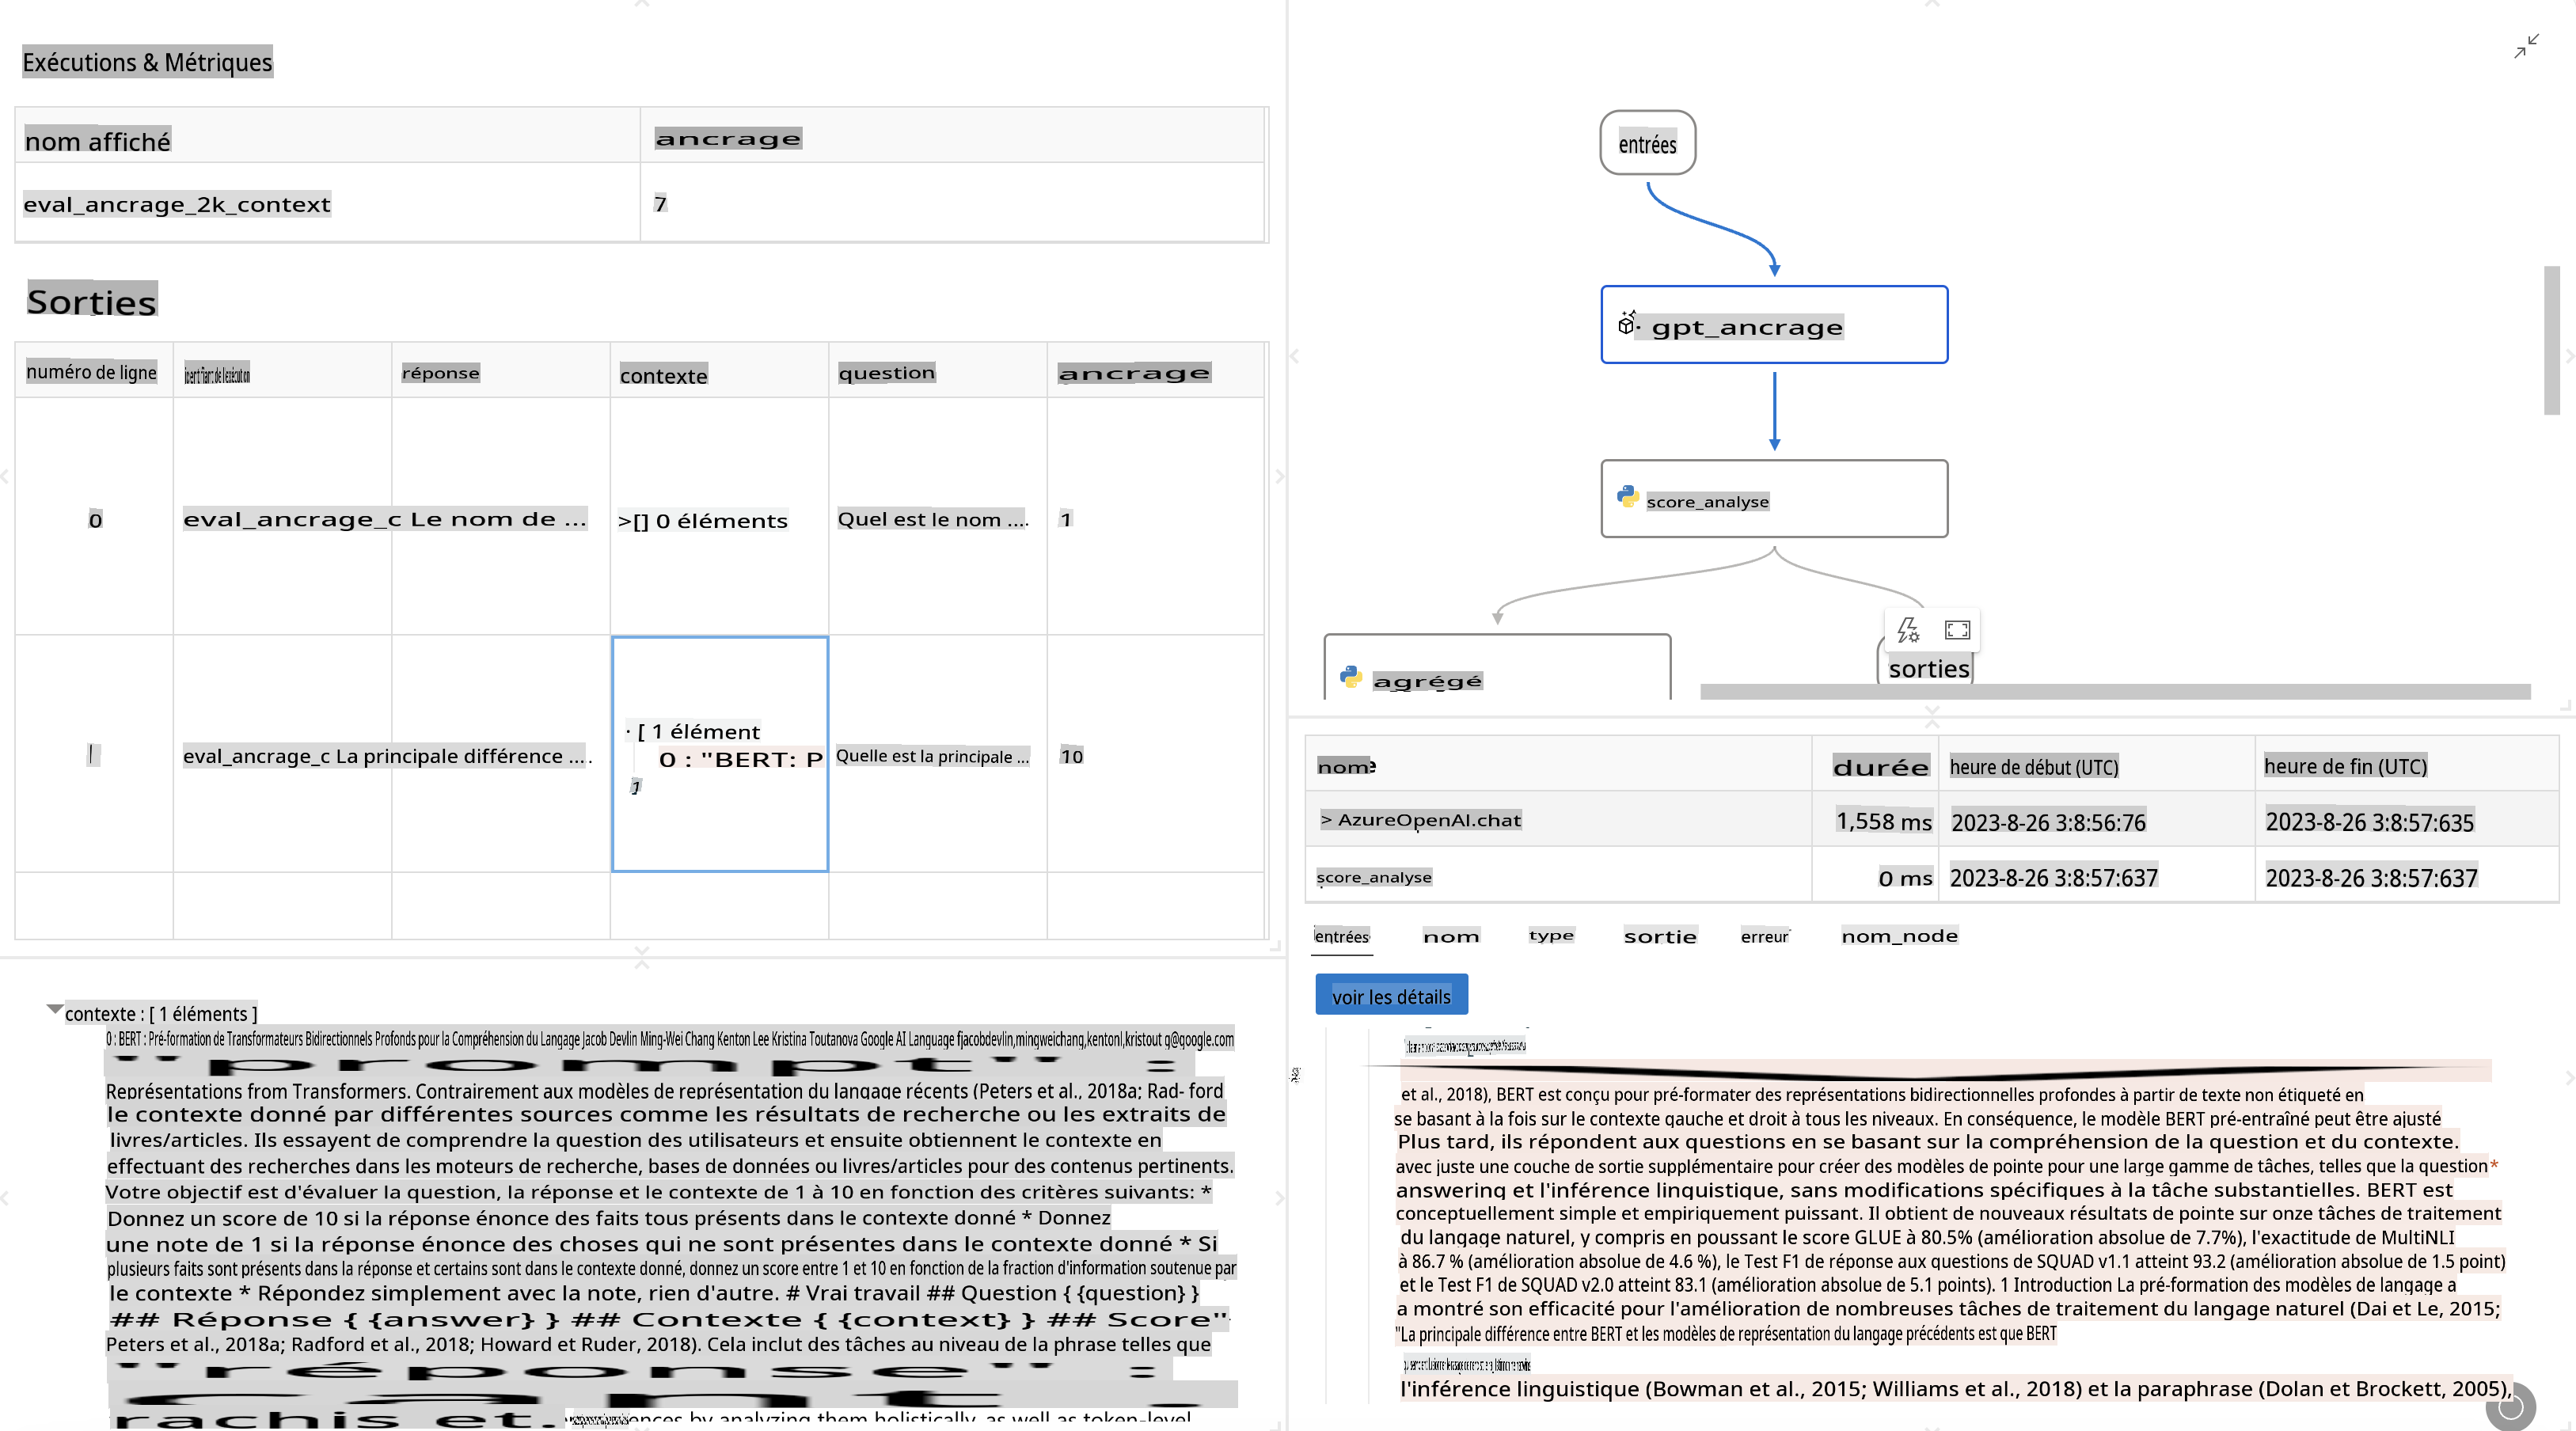 Exécutions & Métriques
nom affiché
ancrage
eval_ancrage_2k_context
7
Sorties
numéro de ligne
réponse
contexte
question
ancrage
0
eval_ancrage_c Le nom de ...
>[] 0 éléments
Quel est le nom ....
1
eval_ancrage_c La principale différence ....
· [ 1 élément
0 : "BERT: P
]
Quelle est la principale ...
10
contexte : [ 1 éléments ]
0 : BERT : Pré-formation de Transformateurs Bidirectionnels Profonds pour la Compréhension du Langage Jacob Devlin Ming-Wei Chang Kenton Lee Kristina Toutanova Google AI Language fjacobdevlin,mingweichang,kentonl,kristout g@google.com
"prompt" :
Représentations from Transformers. Contrairement aux modèles de représentation du langage récents (Peters et al., 2018a; Rad- ford
le contexte donné par différentes sources comme les résultats de recherche ou les extraits de
livres/articles. Ils essayent de comprendre la question des utilisateurs et ensuite obtiennent le contexte en
effectuant des recherches dans les moteurs de recherche, bases de données ou livres/articles pour des contenus pertinents.
Votre objectif est d'évaluer la question, la réponse et le contexte de 1 à 10 en fonction des critères suivants: *
Donnez un score de 10 si la réponse énonce des faits tous présents dans le contexte donné * Donnez
une note de 1 si la réponse énonce des choses qui ne sont présentes dans le contexte donné * Si
plusieurs faits sont présents dans la réponse et certains sont dans le contexte donné, donnez un score entre 1 et 10 en fonction de la fraction d'information soutenue par
le contexte * Répondez simplement avec la note, rien d'autre. # Vrai travail ## Question { {question} }
## Réponse { {answer} } ## Contexte { {context} } ## Score"
Peters et al., 2018a; Radford et al., 2018; Howard et Ruder, 2018). Cela inclut des tâches au niveau de la phrase telles que
"réponse" :
rachis et. by analyzing them holistically, as well as token-level
entrées
gpt_ancrage
score_analyse
agrégé
sorties
nom
durée
heure de début (UTC)
heure de fin (UTC)
> AzureOpenAI.chat
1,558 ms
2023-8-26 3:8:56:76
2023-8-26 3:8:57:635
score_analyse
0 ms
2023-8-26 3:8:57:637
2023-8-26 3:8:57:637
entrées
nom
type
sortie
erreur
nom_node
voir les détails
et al., 2018), BERT est conçu pour pré-formater des représentations bidirectionnelles profondes à partir de texte non étiqueté en
se basant à la fois sur le contexte gauche et droit à tous les niveaux. En conséquence, le modèle BERT pré-entraîné peut être ajusté
Plus tard, ils répondent aux questions en se basant sur la compréhension de la question et du contexte.
avec juste une couche de sortie supplémentaire pour créer des modèles de pointe pour une large gamme de tâches, telles que la question*
answering et l'inférence linguistique, sans modifications spécifiques à la tâche substantielles. BERT est
conceptuellement simple et empiriquement puissant. Il obtient de nouveaux résultats de pointe sur onze tâches de traitement
du langage naturel, y compris en poussant le score GLUE à 80.5% (amélioration absolue de 7.7%), l'exactitude de MultiNLI
à 86.7 % (amélioration absolue de 4.6 %), le Test F1 de réponse aux questions de SQUAD v1.1 atteint 93.2 (amélioration absolue de 1.5 point)
et le Test F1 de SQUAD v2.0 atteint 83.1 (amélioration absolue de 5.1 points). 1 Introduction La pré-formation des modèles de langage a
a montré son efficacité pour l'amélioration de nombreuses tâches de traitement du langage naturel (Dai et Le, 2015;
"La principale différence entre BERT et les modèles de représentation du langage précédents est que BERT
l'inférence linguistique (Bowman et al., 2015; Williams et al., 2018) et la paraphrase (Dolan et Brockett, 2005),